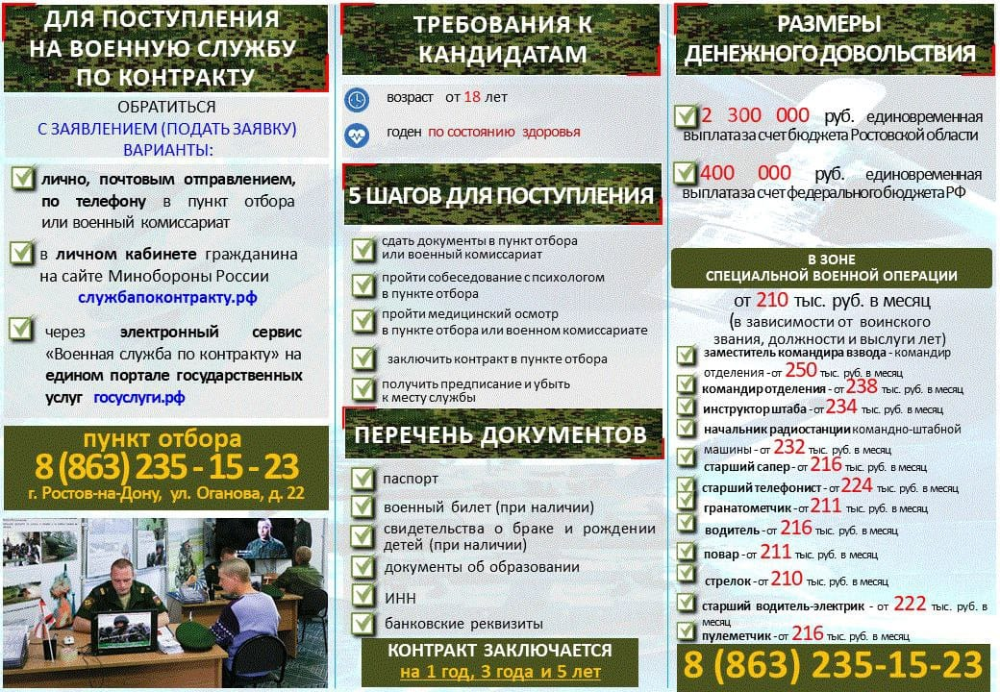 ДЛЯ ПОСТУПЛЕНИЯ
НА ВОЕННУЮ СЛУЖБУ
ПО КОНТРАКТУ
ОБРАТИТЬСЯ
С ЗАЯВЛЕНИЕМ (ПОДАТЬ ЗАЯВКУ)
ВАРИАНТЫ:
лично, почтовым отправлением,
по телефону в пункт отбора
или военный комиссариат
в личном кабинете гражданина
на сайте Минобороны России
службапоконтракту.рф
через электронный сервис
«Военная служба по контракту» на
едином портале государственных
услуг госуслуги.рф
пункт отбора
8 (863) 235 - 15 - 23
г. Ростов-на-Дону, ул. Оганова, д. 22
ТРЕБОВАНИЯ К
КАНДИДАТАМ
возраст от 18 лет
годен по состоянию здоровья
5 ШАГОВ ДЛЯ ПОСТУПЛЕНИЯ
сдать документы в пункт отбора
или военный комиссариат
пройти собеседование с психологом
в пункте отбора
пройти медицинский осмотр
в пункте отбора или военном комиссариате
заключить контракт в пункте отбора
получить предписание и убыть
к месту службы
ПЕРЕЧЕНЬ ДОКУМЕНТОВ
паспорт
военный билет (при наличии)
свидетельства о браке и рождении
детей (при наличии)
документы об образовании
ИНН
банковские реквизиты
КОНТРАКТ ЗАКЛЮЧАЕТСЯ
на 1 год, 3 года и 5 лет
РАЗМЕРЫ
ДЕНЕЖНОГО ДОВОЛЬСТВИЯ
2 300 000 руб. единовременная
выплата за счет бюджета Ростовской области
400 000 руб. единовременная
выплата за счет федерального бюджета РФ
В ЗОНЕ
СПЕЦИАЛЬНОЙ ВОЕННОЙ ОПЕРАЦИИ
от 210 тыс. руб. в месяц
(в зависимости от воинского
звания, должности и выслуги лет)
заместитель командира взвода - командир
отделения - от 250 тыс. руб. в месяц
командир отделения - от 238 тыс. руб. в месяц
инструктор штаба - от 234 тыс. руб. в месяц
начальник радиостанции командно-штабной
машины - от 232 тыс. руб. в месяц
старший сапер - от 216 тыс. руб. в месяц
старший телефонист - от 224 тыс. руб. в месяц
гранатометчик - от 211 тыс. руб. в месяц
водитель - от 216 тыс. руб. в месяц
повар - от 211 тыс. руб. в месяц
стрелок - от 210 тыс. руб. в месяц
старший водитель-электрик - от 222 тыс. руб. в
месяц
пулеметчик - от 216 тыс. руб. в месяц
8 (863) 235-15-23